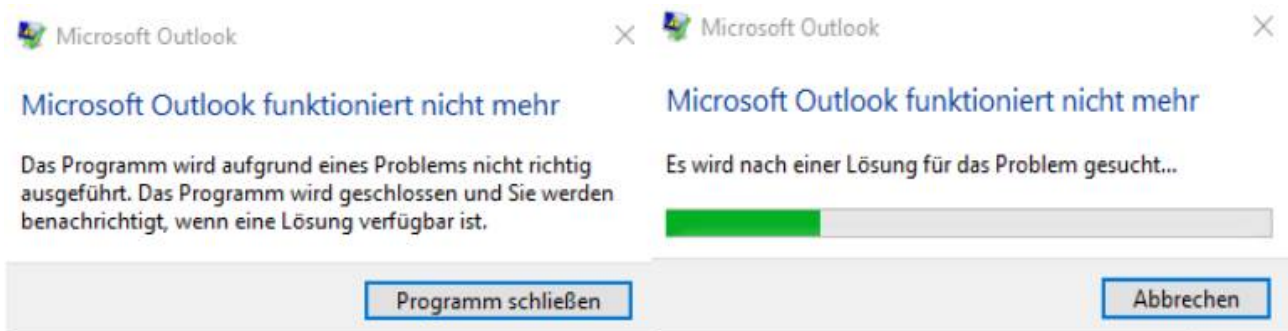 Microsoft Outlook
Microsoft Outlook funktioniert nicht mehr
Das Programm wird aufgrund eines Problems nicht richtig
ausgeführt. Das Programm wird geschlossen und Sie werden
benachrichtigt, wenn eine Lösung verfügbar ist.
Programm schließen
Microsoft Outlook
Microsoft Outlook funktioniert nicht mehr
Es wird nach einer Lösung für das Problem gesucht...
Abbrechen